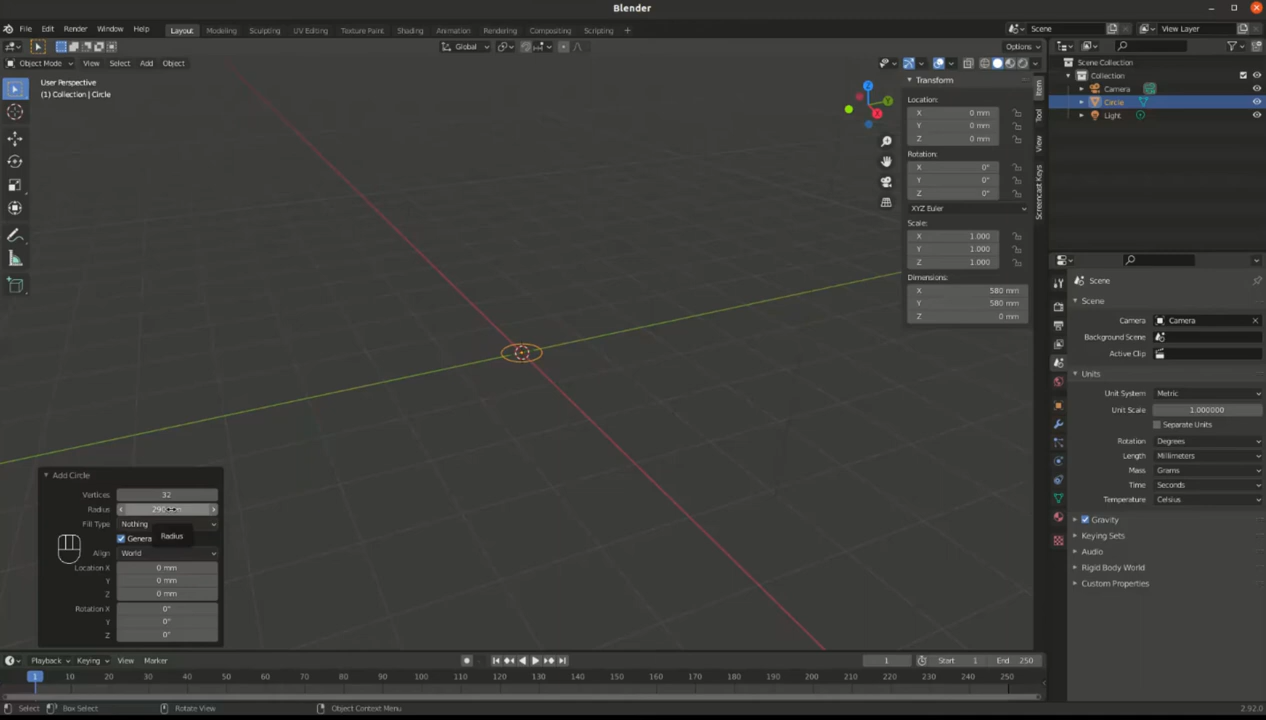 Blender
File Edit Render Window Help Layout Modeling Sculpting UV Editing Texture Paint Shading Animation Rendering Compositing Scripting + Scene View Layer
Global Options
Object Mode View Select Add Object
User Perspective
(1) Collection | Circle
Transform
Location:
X 0 mm
Y 0 mm
Z 0 mm
Rotation:
X 0°
Y 0°
Z 0°
XYZ Euler
Scale:
X 1.000
Y 1.000
Z 1.000
Dimensions:
X 580 mm
Y 580 mm
Z 0 mm
Item
Tool
View
Screencast Keys
Scene Collection
Collection
Camera
Circle
Light
Scene
Scene
Camera Camera
Background Scene
Active Clip
Units
Unit System Metric
Unit Scale 1.000000
Separate Units
Rotation Degrees
Length Millimeters
Mass Grams
Time Seconds
Temperature Celsius
Gravity
Keying Sets
Audio
Rigid Body World
Custom Properties
Add Circle
Vertices 32
Radius 290
Fill Type Nothing
Genera
Radius
Align World
Location X 0 mm
Y 0 mm
Z 0 mm
Rotation X 0°
Y 0°
Z 0°
Playback Keying View Marker 1 Start 1 End 250
1 10 20 30 40 50 60 70 80 90 100 110 120 130 140 150 160 170 180 190 200 210 220 230 240 250
Select Box Select Rotate View Object Context Menu 2.92.0